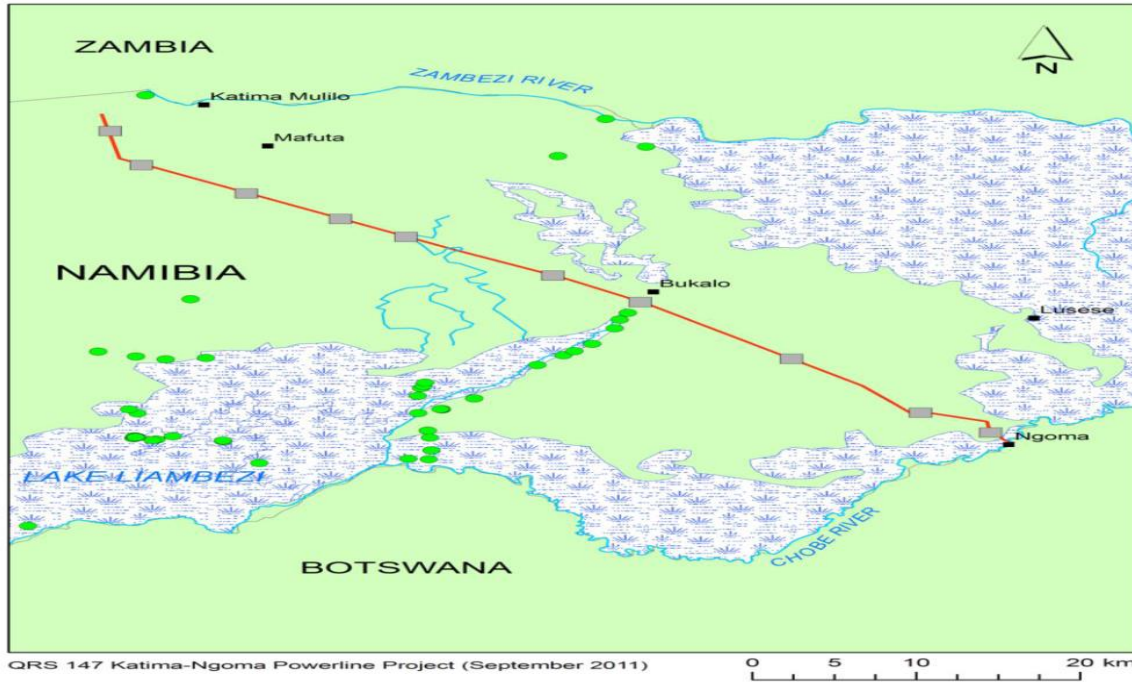 ZAMBIA
ZAMBEZI RIVER
N
Katima Mulilo
Mafuta
NAMIBIA
Bukalo
Lusese
Ngoma
LAKE LIAMBEZI
CHOBE RIVER
BOTSWANA
QRS 147 Katima-Ngoma Powerline Project (September 2011)
0 5 10 20 km